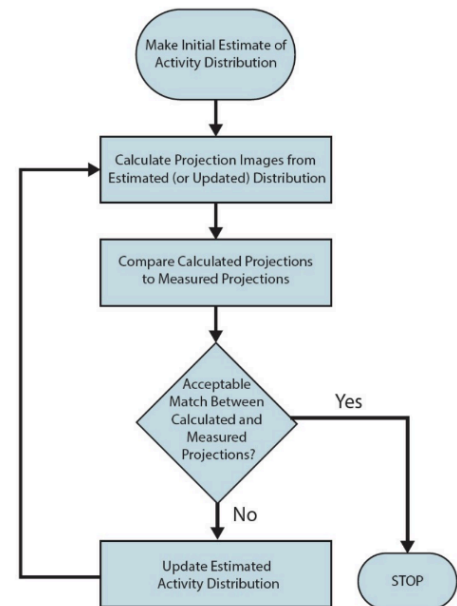 Make Initial Estimate of
Activity Distribution
Calculate Projection Images from
Estimated (or Updated) Distribution
Compare Calculated Projections
to Measured Projections
Acceptable
Match Between
Calculated and
Measured
Projections?
Yes
No
Update Estimated
Activity Distribution
STOP